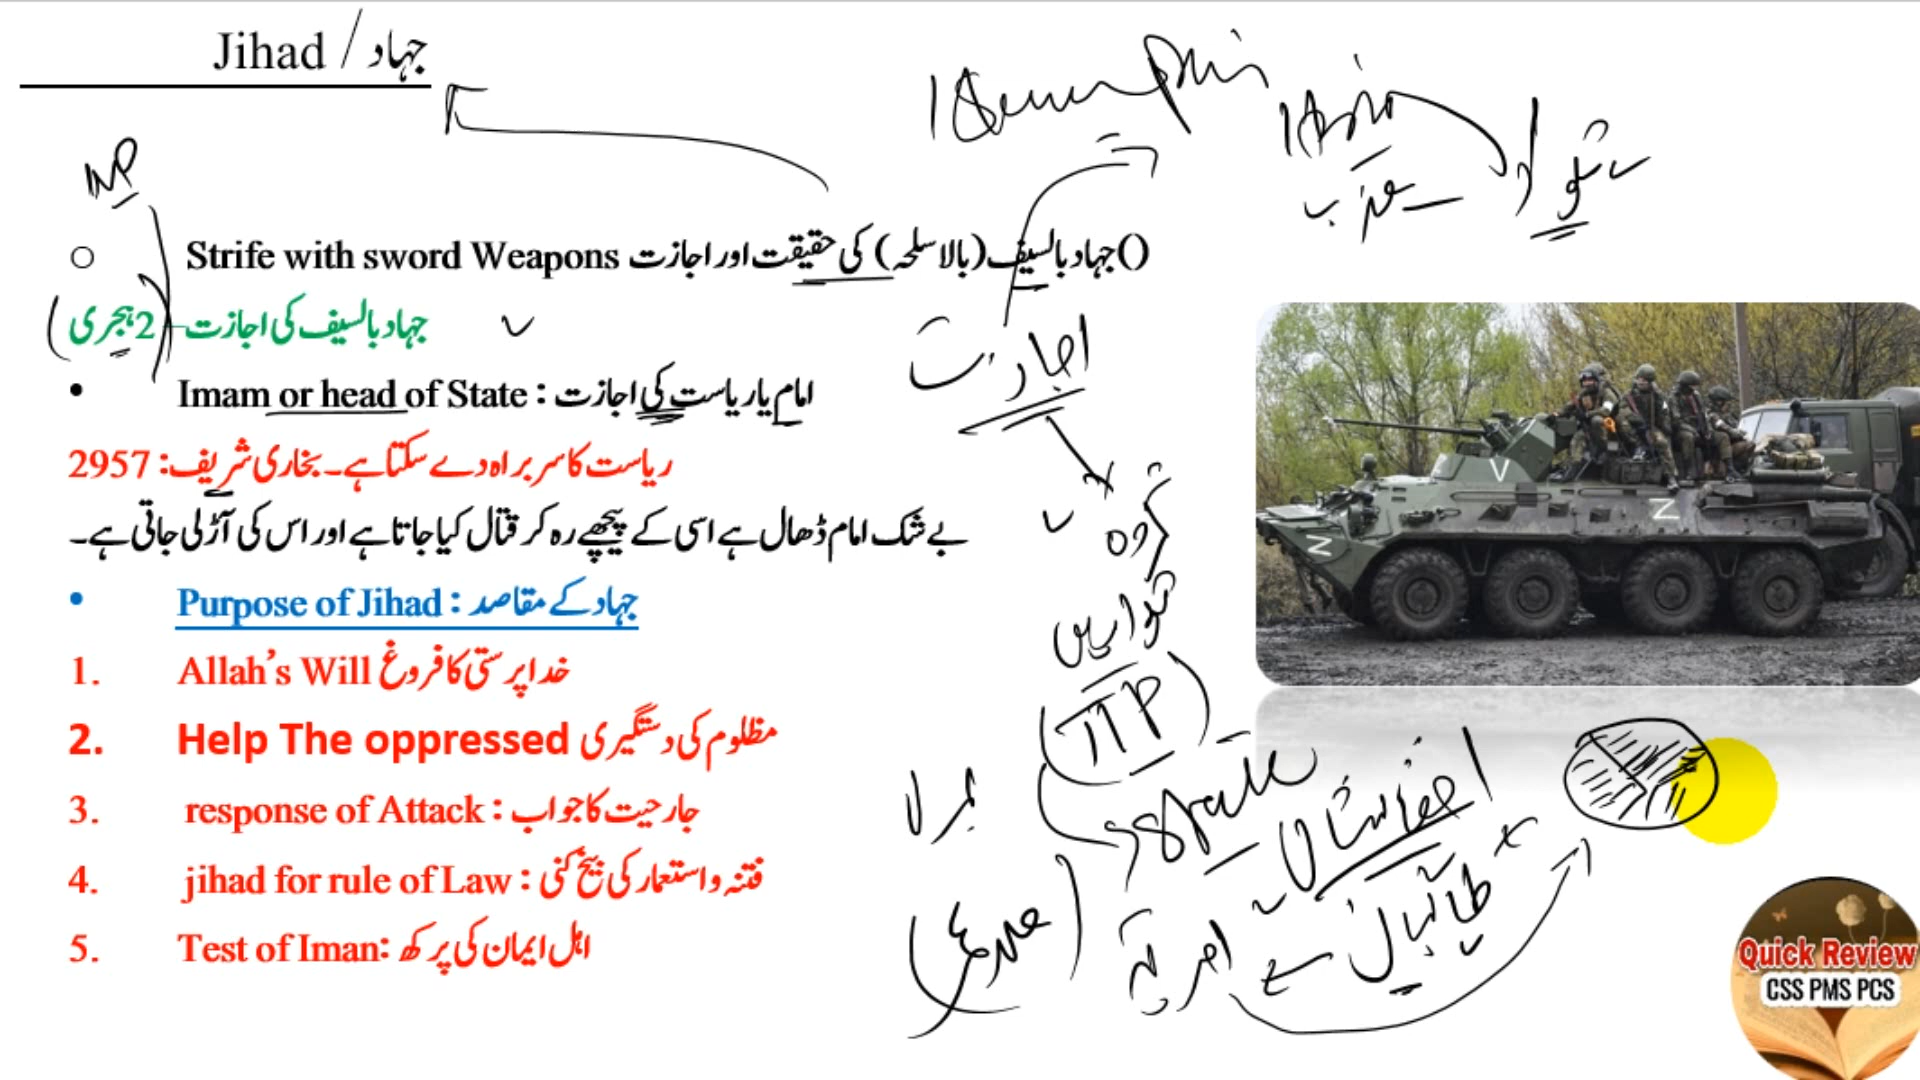 Jihad / جہاد
Strife with sword Weapons جہاد بالسیف (بالاسلحہ) کی حقیقت اور اجازت ()
جہاد بالسیف کی اجازت – 2 ہجری
Imam or head of State : امام یا ریاست کی اجازت
ریاست کا سربراہ دے سکتا ہے۔ بخاری شریف: 2957
بے شک امام ڈھال ہے اسی کے پیچھے رہ کر قتال کیا جاتا ہے اور اس کی آڑ لی جاتی ہے۔
Purpose of Jihad : جہاد کے مقاصد
1. Allah's Will خدا پرستی کا فروغ
2. Help The oppressed مظلوم کی دستگیری
3. response of Attack : جارحیت کا جواب
4. jihad for rule of Law : فتنہ و استعمار کی بیخ کنی
5. Test of Iman: اہل ایمان کی پرکھ
اجازت
TTP
State
افغانستان
طالبان
امریکہ
V
Z
Z
Quick Review
CSS PMS PCS